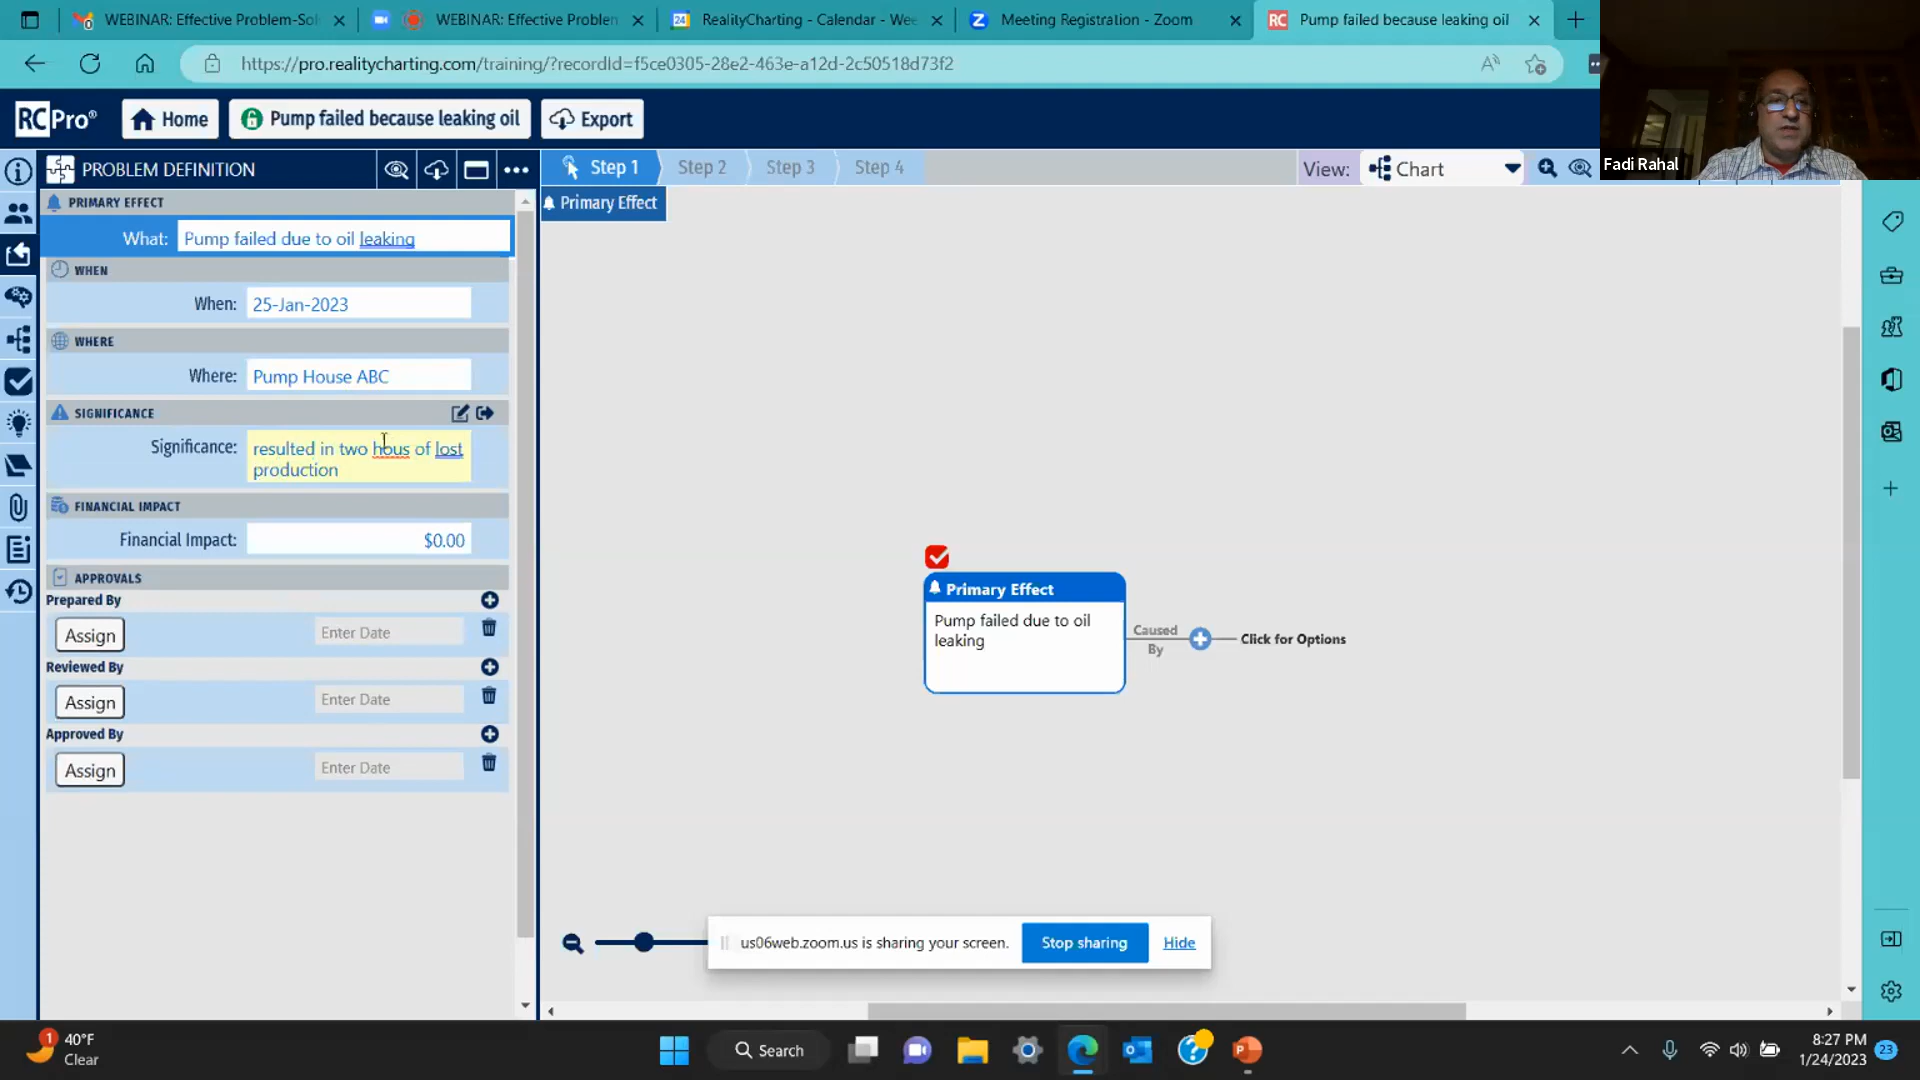 WEBINAR: Effective Problem-Sol
WEBINAR: Effective Problem
24
RealityCharting - Calendar - Wee
Meeting Registration - Zoom
RC
Pump failed because leaking oil
https://pro.realitycharting.com/training/?recordId=f5ce0305-28e2-463e-a12d-2c50518d73f2
Fadi Rahal
RCPro®
Home
Pump failed because leaking oil
Export
PROBLEM DEFINITION
Step 1
Step 2
Step 3
Step 4
View:
Chart
Primary Effect
PRIMARY EFFECT
What:
Pump failed due to oil leaking
WHEN
When:
25-Jan-2023
WHERE
Where:
Pump House ABC
SIGNIFICANCE
Significance:
resulted in two hous of lost
production
FINANCIAL IMPACT
Financial Impact:
$0.00
APPROVALS
Prepared By
Assign
Enter Date
Reviewed By
Assign
Enter Date
Approved By
Assign
Enter Date
Primary Effect
Pump failed due to oil
leaking
Caused
By
Click for Options
us06web.zoom.us is sharing your screen.
Stop sharing
Hide
1
40°F
Clear
Search
8:27 PM
1/24/2023
23